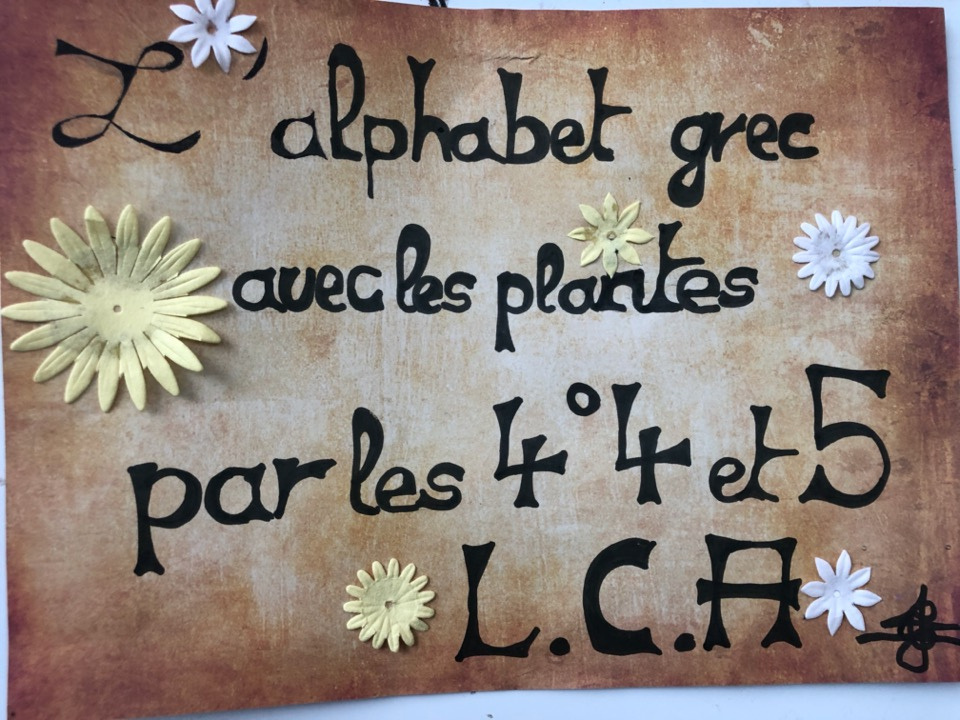 L'alphabet grec
avec les plantes
par les 4°4 et 5
L.C.A